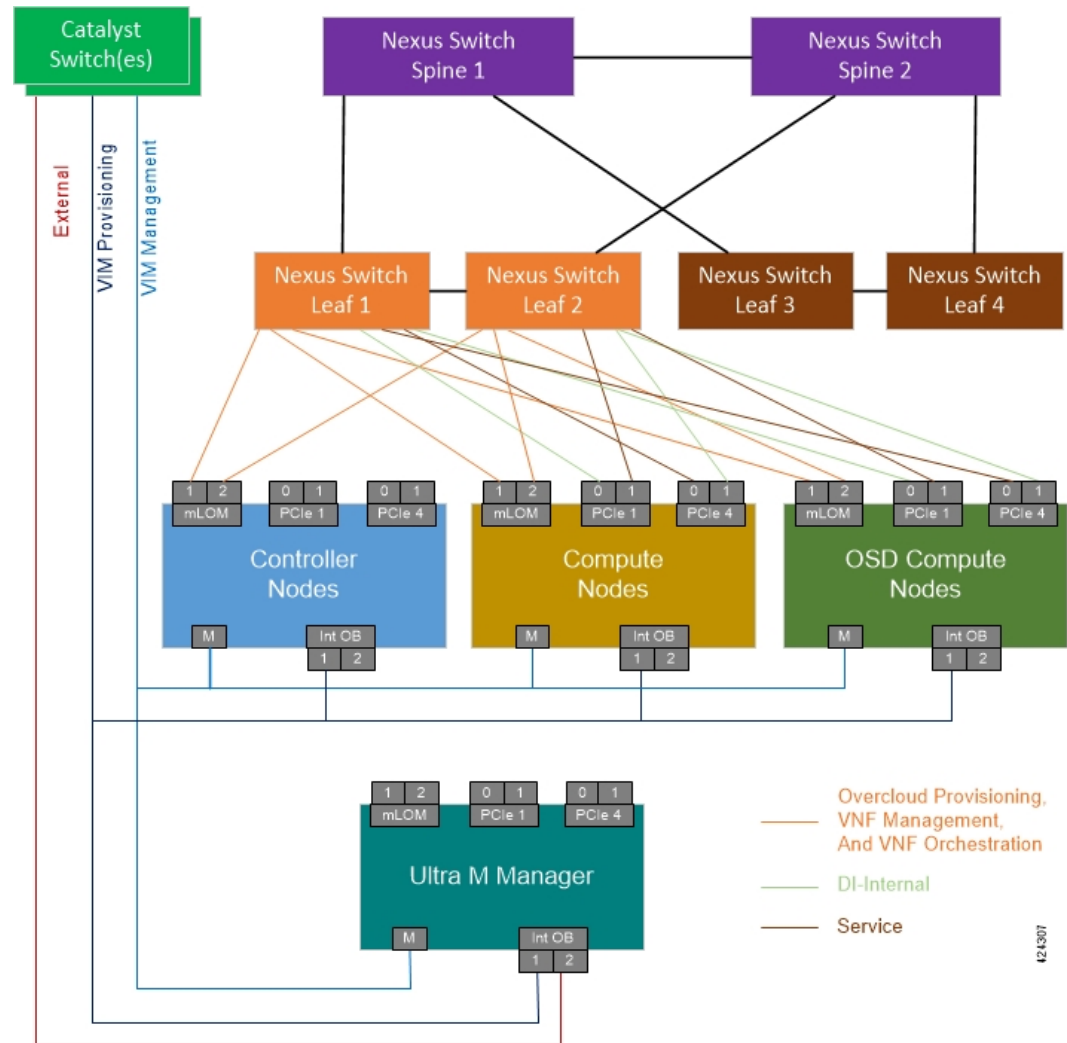 Catalyst
Switch(es)
Nexus Switch
Spine 1
Nexus Switch
Spine 2
External
VIM Provisioning
VIM Management
Nexus Switch
Leaf 1
Nexus Switch
Leaf 2
Nexus Switch
Leaf 3
Nexus Switch
Leaf 4
1 2
mLOM
0 1
PCIe 1
0 1
PCIe 4
Controller
Nodes
M
Int OB
1 2
1 2
mLOM
0 1
PCIe 1
0 1
PCIe 4
Compute
Nodes
M
Int OB
1 2
1 2
mLOM
0 1
PCIe 1
0 1
PCIe 4
OSD Compute
Nodes
M
Int OB
1 2
1 2
mLOM
0 1
PCIe 1
0 1
PCIe 4
Ultra M Manager
M
Int OB
1 2
Overcloud Provisioning,
VNF Management,
And VNF Orchestration
DI-Internal
Service
424307